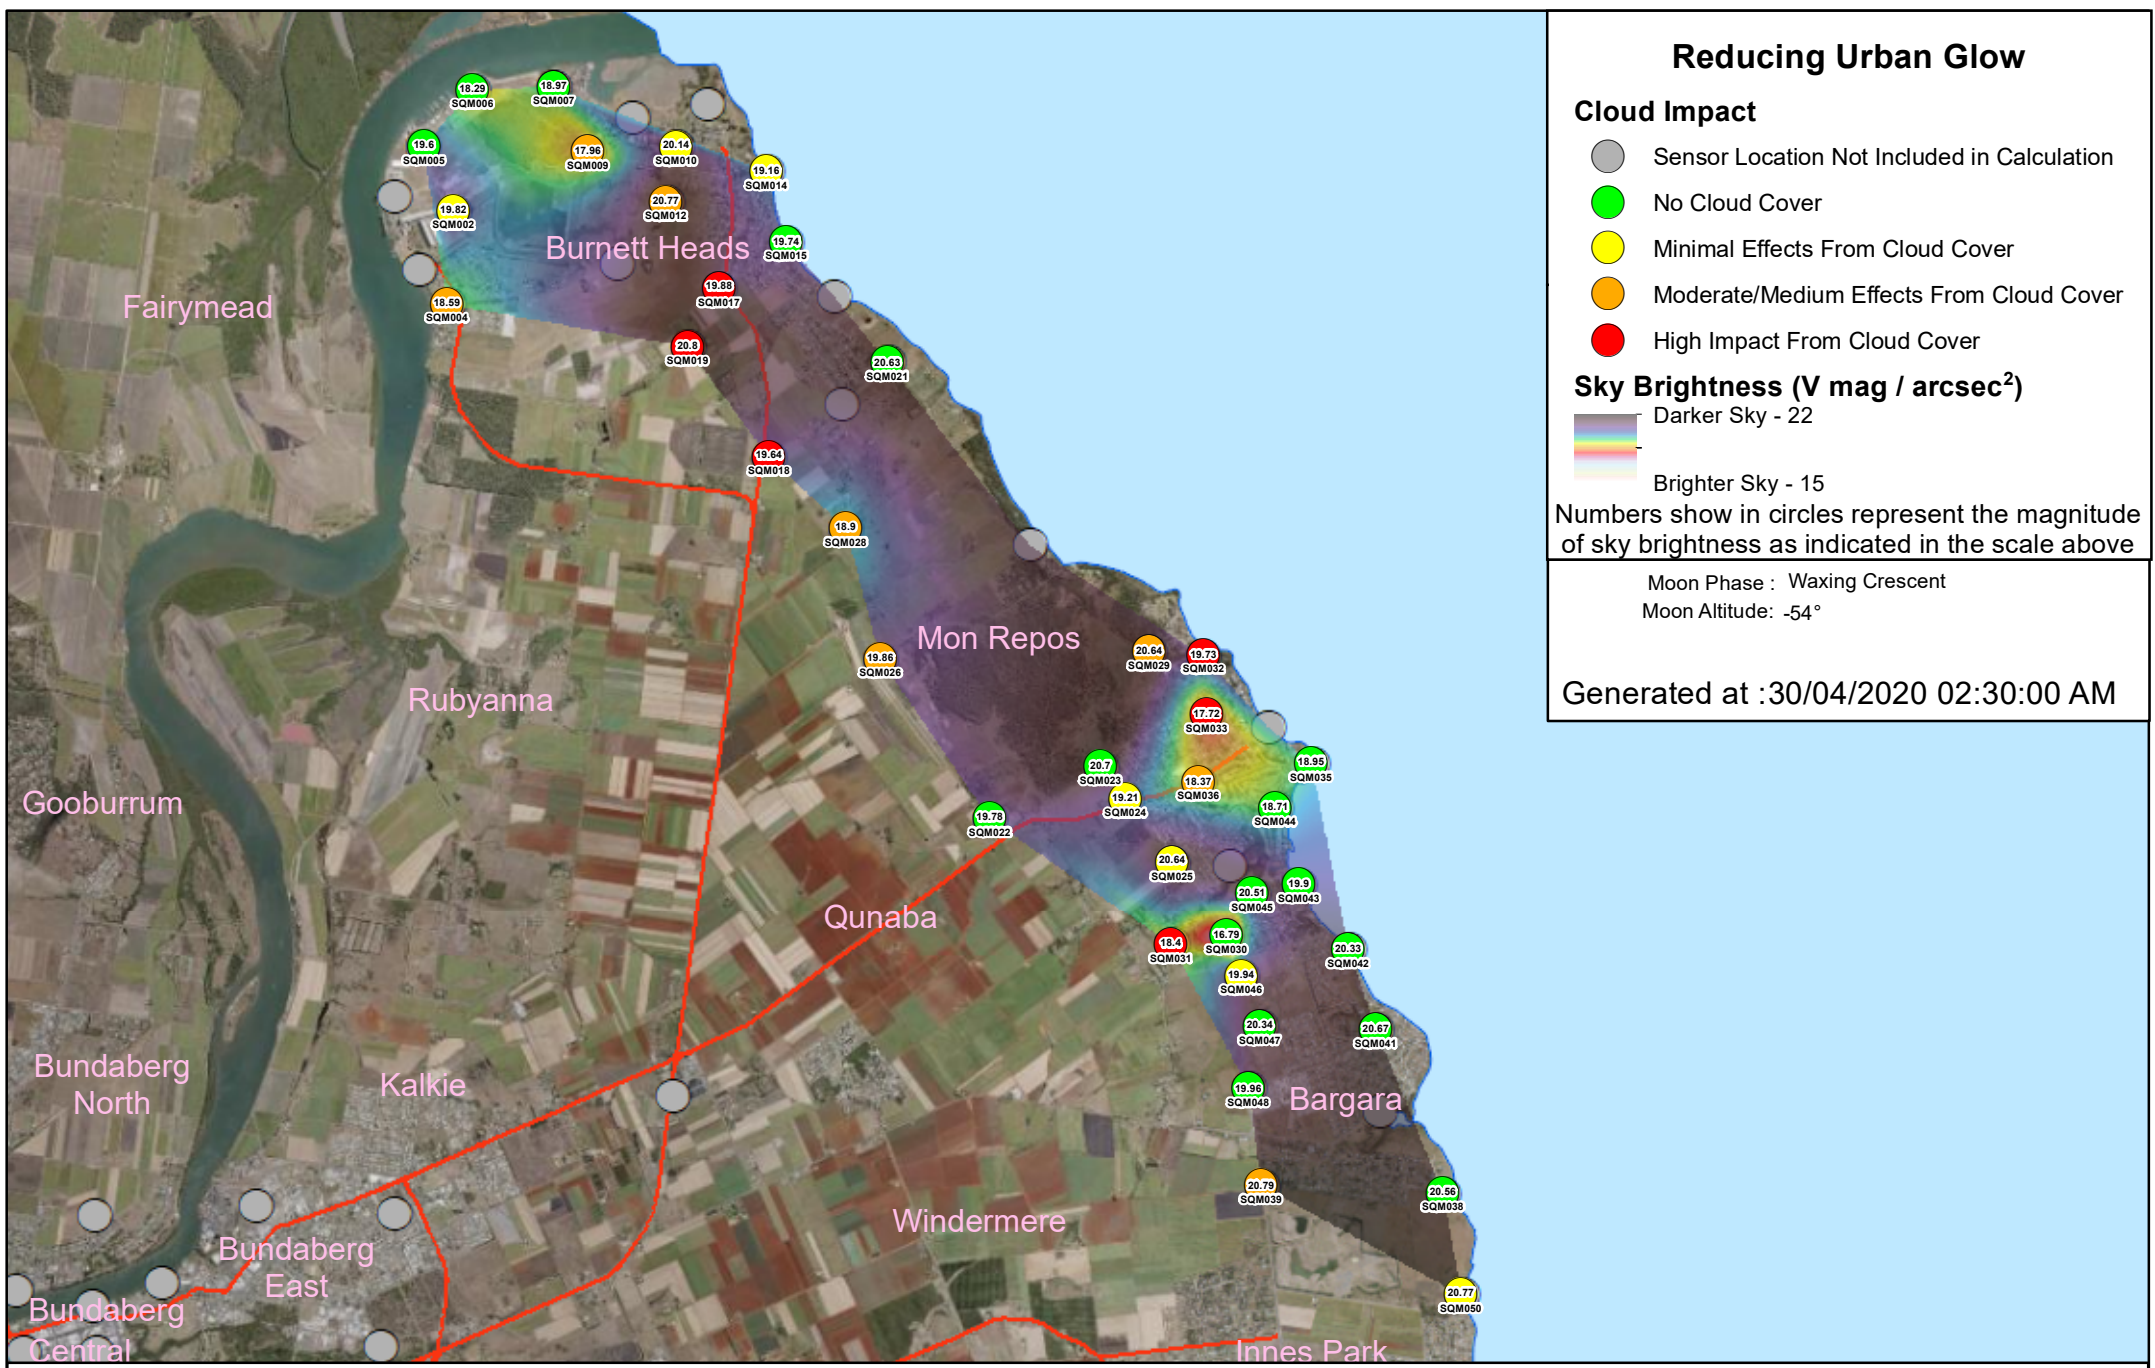 Reducing Urban Glow
Cloud Impact
Sensor Location Not Included in Calculation
No Cloud Cover
Minimal Effects From Cloud Cover
Moderate/Medium Effects From Cloud Cover
High Impact From Cloud Cover
Sky Brightness (V mag / arcsec²)
Darker Sky - 22
Brighter Sky - 15
Numbers show in circles represent the magnitude
of sky brightness as indicated in the scale above
Moon Phase : Waxing Crescent
Moon Altitude: -54°
Generated at :30/04/2020 02:30:00 AM
18.29
SQM006
18.97
SQM007
19.6
SQM005
17.96
SQM009
20.14
SQM010
19.16
SQM014
19.82
SQM002
20.77
SQM012
19.74
SQM015
Burnett Heads
18.59
SQM004
19.88
SQM017
Fairymead
20.8
SQM019
20.63
SQM021
19.64
SQM018
18.9
SQM028
Mon Repos
19.86
SQM026
20.64
SQM029
19.73
SQM032
Rubyanna
17.72
SQM033
20.7
SQM023
18.37
SQM036
18.95
SQM035
Gooburrum
19.21
SQM024
18.71
SQM044
19.78
SQM022
20.64
SQM025
20.51
SQM045
19.9
SQM043
Qunaba
18.4
SQM031
16.79
SQM030
20.33
SQM042
19.94
SQM046
20.34
SQM047
20.67
SQM041
Bundaberg
North
Kalkie
19.96
SQM048
Bargara
20.79
SQM039
20.56
SQM038
Windermere
Bundaberg
East
20.77
SQM050
Bundaberg
Central
Innes Park